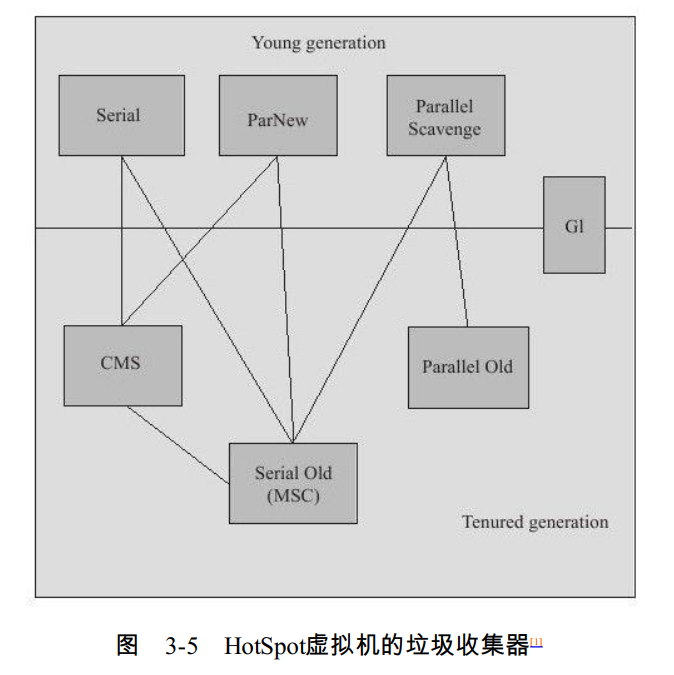 Young generation
Serial
ParNew
Parallel
Scavenge
Gl
CMS
Parallel Old
Serial Old
(MSC)
Tenured generation
图 3-5 HotSpot虚拟机的垃圾收集器[1]